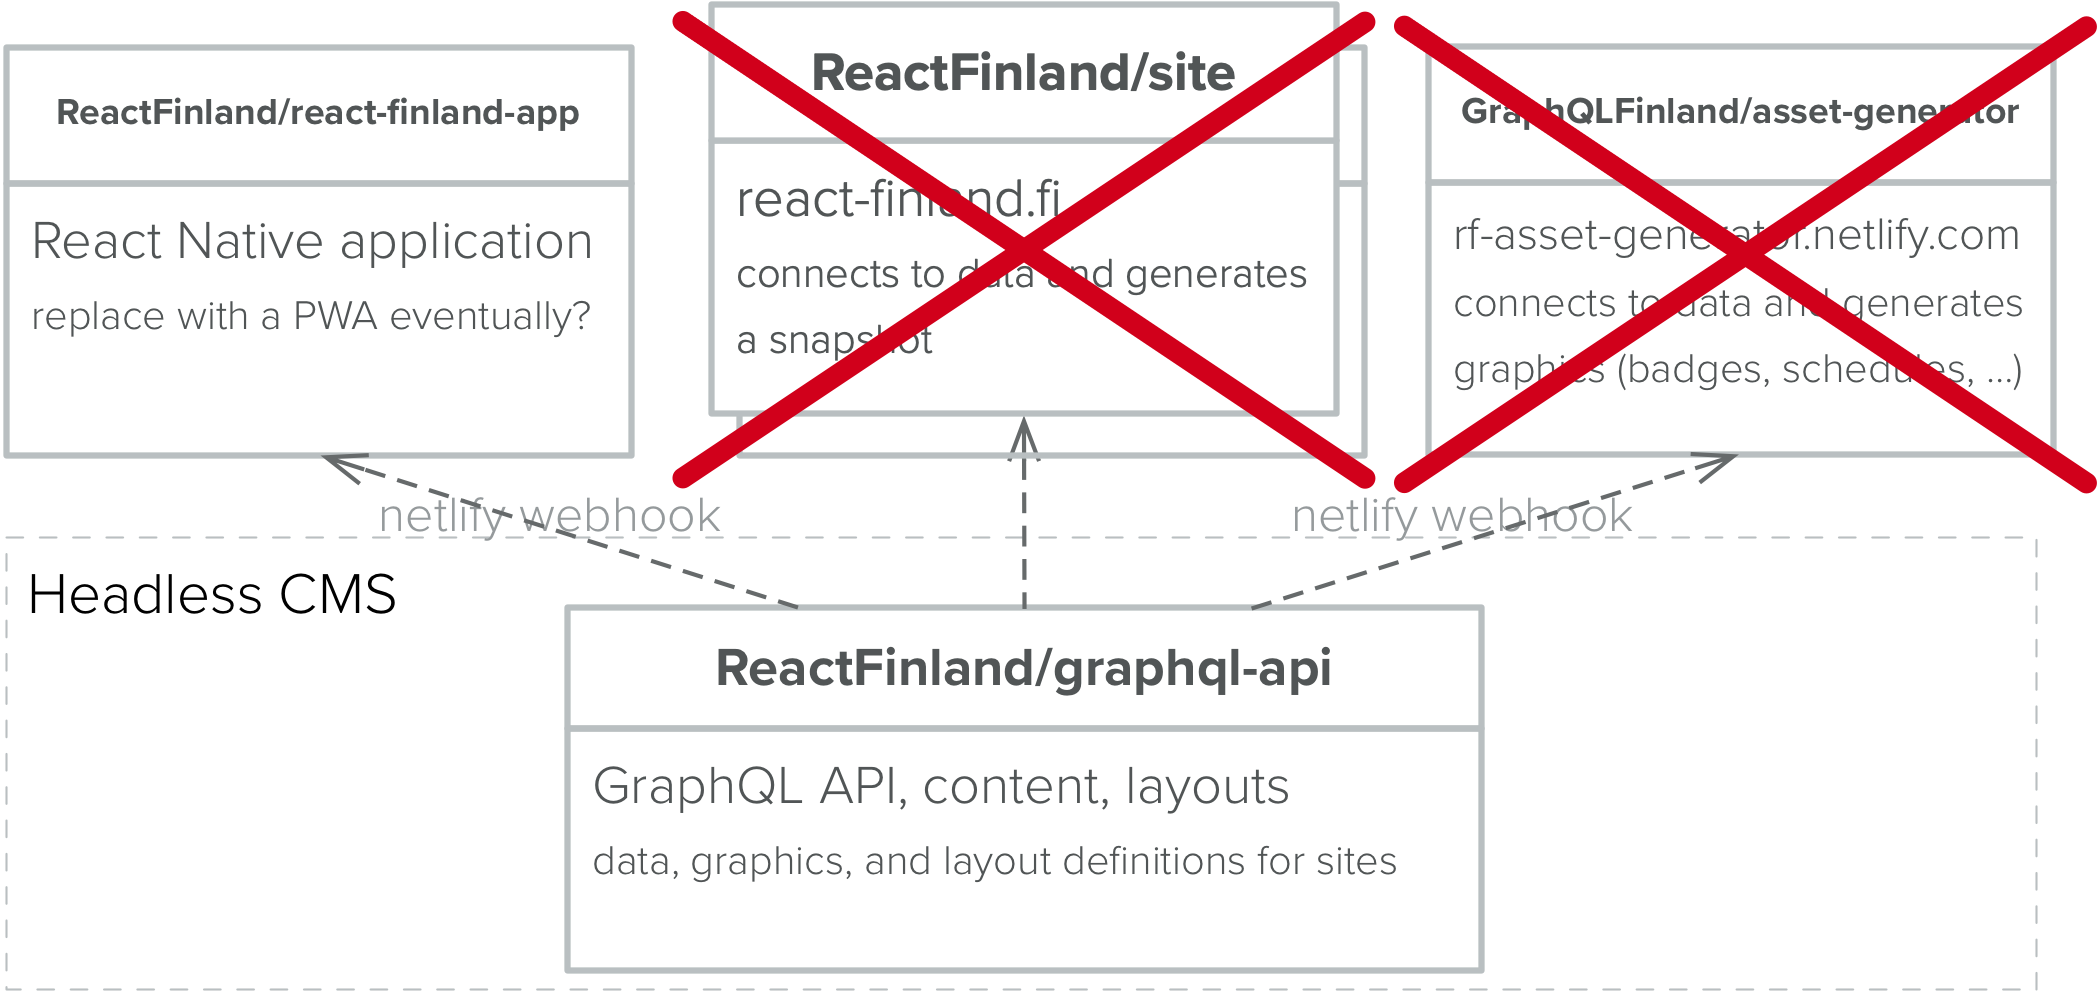 ReactFinland/react-finland-app
React Native application
replace with a PWA eventually?
ReactFinland/site
react-finland.fi
connects to data and generates
a snapshot
GraphQLFinland/asset-generator
rf-asset-generator.netlify.com
connects to data and generates
graphics (badges, schedules, ...)
netlify webhook
netlify webhook
Headless CMS
ReactFinland/graphql-api
GraphQL API, content, layouts
data, graphics, and layout definitions for sites